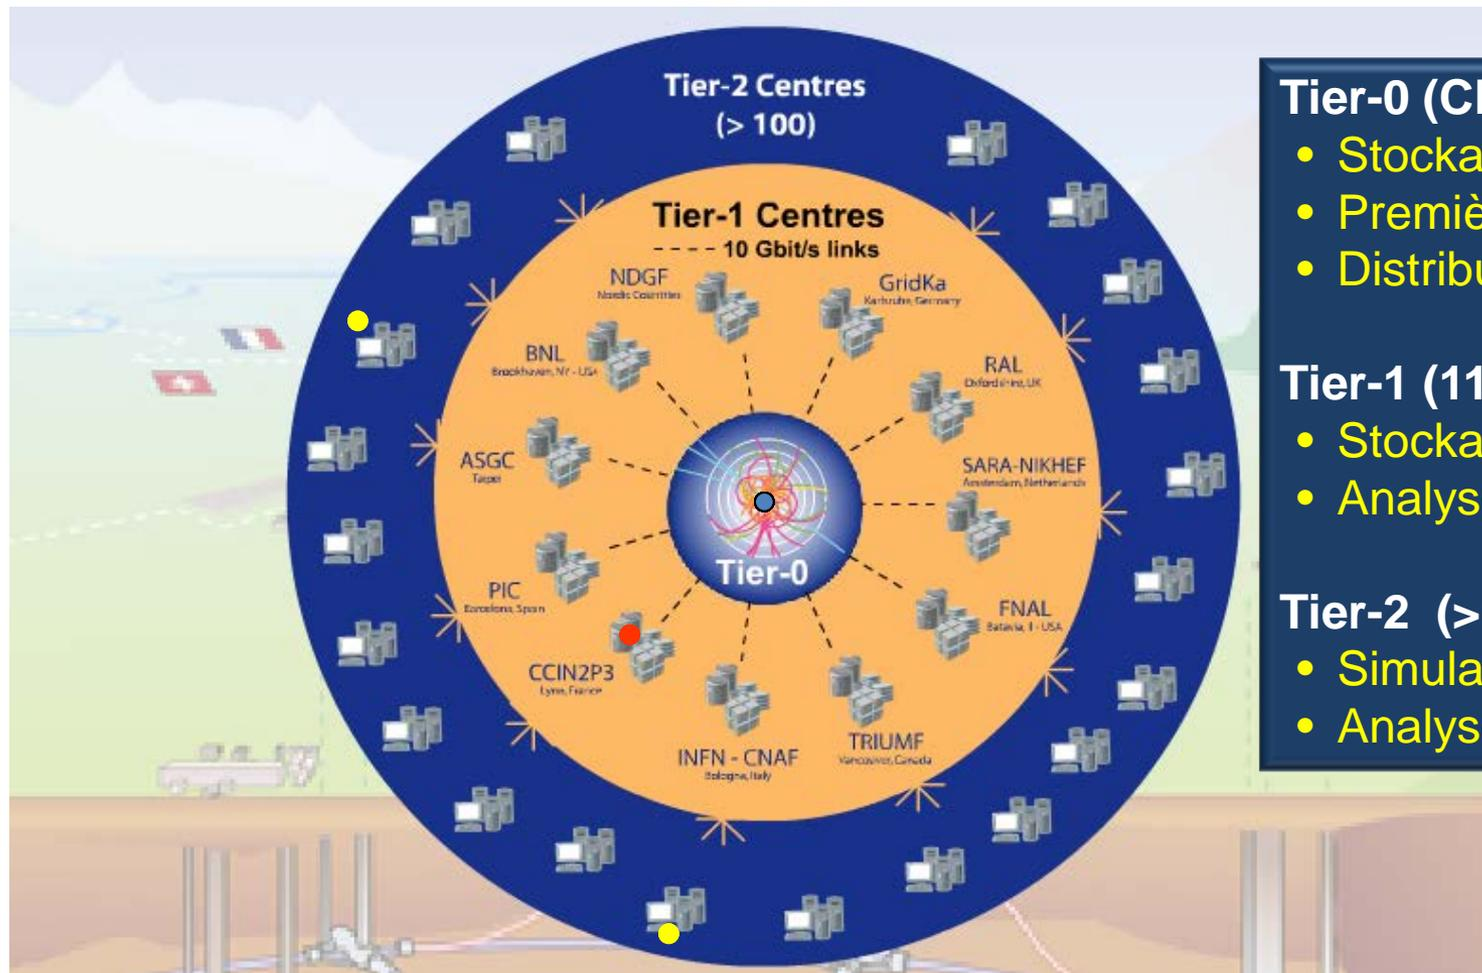 Tier-2 Centres
(> 100)
Tier-1 Centres
---- 10 Gbit/s links
NDGF
Nordic Countries
GridKa
Karlsruhe, Germany
BNL
Brookhaven, NY - USA
RAL
Oxfordshire, UK
ASGC
Taipei
SARA-NIKHEF
Amsterdam, Netherlands
PIC
Barcelona, Spain
Tier-0
FNAL
Batavia, Il - USA
CCIN2P3
Lyon, France
INFN - CNAF
Bologna, Italy
TRIUMF
Vancouver, Canada
Tier-0 (C
• Stocka
• Premiè
• Distribu
Tier-1 (11
• Stocka
• Analys
Tier-2 (>
• Simula
• Analys